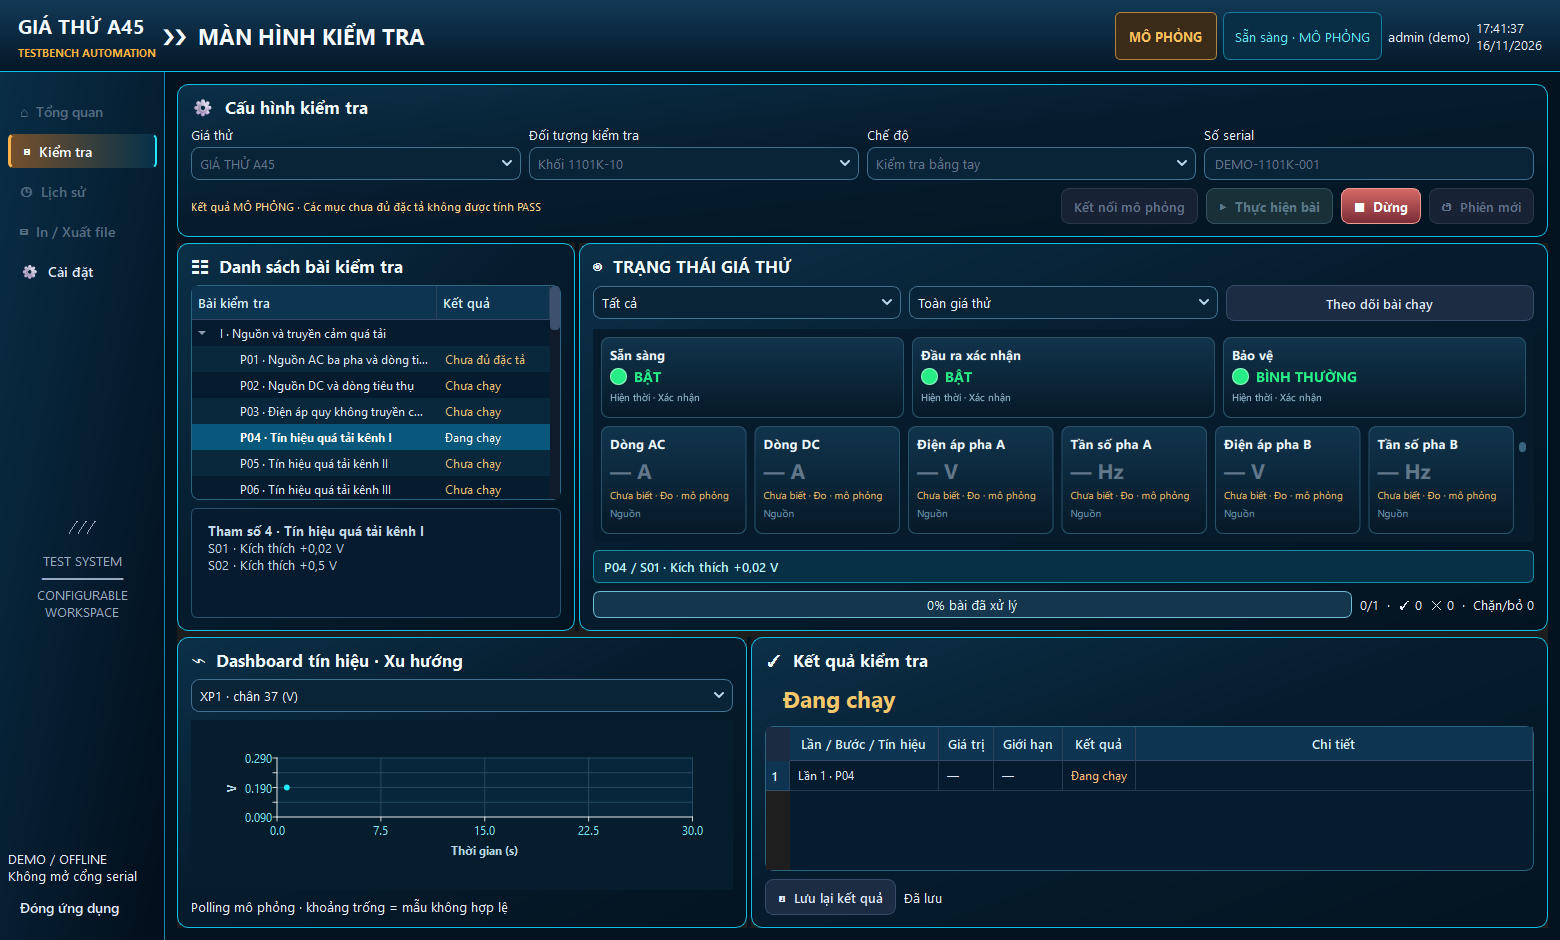 GIÁ THỬ A45
TESTBENCH AUTOMATION
MÀN HÌNH KIỂM TRA
MÔ PHỎNG
Sẵn sàng · MÔ PHỎNG
admin (demo)
17:41:37
16/11/2026
Tổng quan
Kiểm tra
Lịch sử
In / Xuất file
Cài đặt
///
TEST SYSTEM
CONFIGURABLE
WORKSPACE
DEMO / OFFLINE
Không mở cổng serial
Đóng ứng dụng
Cấu hình kiểm tra
Giá thử
Đối tượng kiểm tra
Chế độ
Số serial
GIÁ THỬ A45
Khối 1101K-10
Kiểm tra bằng tay
DEMO-1101K-001
Kết quả MÔ PHỎNG · Các mục chưa đủ đặc tả không được tính PASS
Kết nối mô phỏng
Thực hiện bài
Dừng
Phiên mới
Danh sách bài kiểm tra
Bài kiểm tra
Kết quả
I · Nguồn và truyền cảm quá tải
P01 · Nguồn AC ba pha và dòng ti...
Chưa đủ đặc tả
P02 · Nguồn DC và dòng tiêu thụ
Chưa chạy
P03 · Điện áp quy không truyền c...
Chưa chạy
P04 · Tín hiệu quá tải kênh I
Đang chạy
P05 · Tín hiệu quá tải kênh II
Chưa chạy
P06 · Tín hiệu quá tải kênh III
Chưa chạy
Tham số 4 · Tín hiệu quá tải kênh I
S01 · Kích thích +0,02 V
S02 · Kích thích +0,5 V
TRẠNG THÁI GIÁ THỬ
Tất cả
Toàn giá thử
Theo dõi bài chạy
Sẵn sàng
BẬT
Hiện thời · Xác nhận
Đầu ra xác nhận
BẬT
Hiện thời · Xác nhận
Bảo vệ
BÌNH THƯỜNG
Hiện thời · Xác nhận
Dòng AC
— A
Chưa biết · Đo · mô phỏng
Nguồn
Dòng DC
— A
Chưa biết · Đo · mô phỏng
Nguồn
Điện áp pha A
— V
Chưa biết · Đo · mô phỏng
Nguồn
Tần số pha A
— Hz
Chưa biết · Đo · mô phỏng
Nguồn
Điện áp pha B
— V
Chưa biết · Đo · mô phỏng
Nguồn
Tần số pha B
— Hz
Chưa biết · Đo · mô phỏng
Nguồn
P04 / S01 · Kích thích +0,02 V
0% bài đã xử lý
0/1 · ✓ 0 ✕ 0 · Chặn/bỏ 0
Dashboard tín hiệu · Xu hướng
XP1 · chân 37 (V)
V
0.290
0.190
0.090
0.0
7.5
15.0
22.5
30.0
Thời gian (s)
Polling mô phỏng · khoảng trống = mẫu không hợp lệ
Kết quả kiểm tra
Đang chạy
Lần / Bước / Tín hiệu
Giá trị
Giới hạn
Kết quả
Chi tiết
1
Lần 1 · P04
—
—
Đang chạy
Lưu lại kết quả
Đã lưu